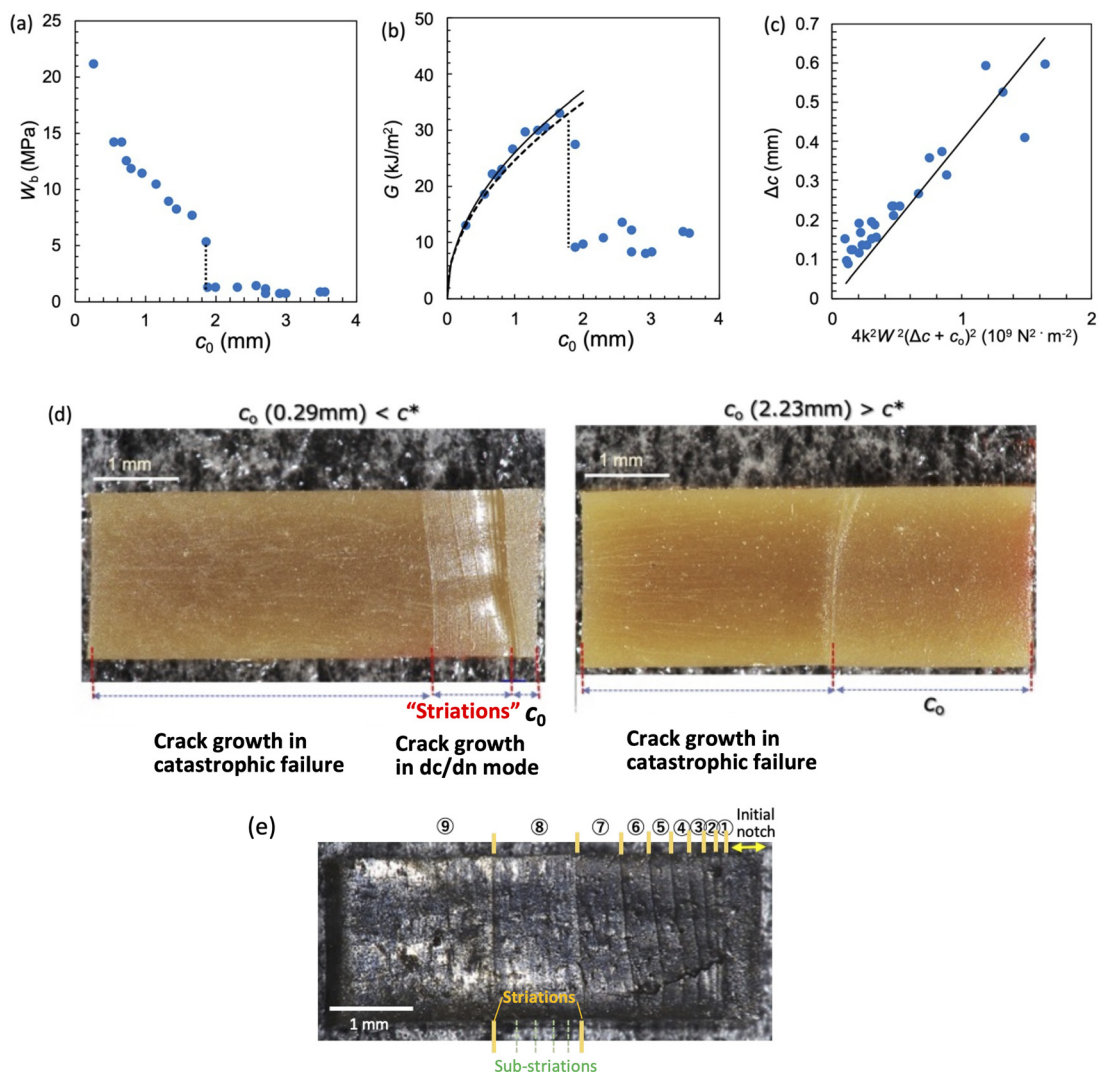 (a)
25
20
15
10
5
0
W_b (MPa)
0 1 2 3 4
c_0 (mm)
(b)
50
40
30
20
10
0
G (kJ/m²)
0 1 2 3 4
c_0 (mm)
(c)
0.7
0.6
0.5
0.4
0.3
0.2
0.1
0
Δc (mm)
0 1 2
4k²W²(Δc + c_o)² (10⁹ N² · m⁻²)
(d)
c_o (0.29mm) < c*
1 mm
"Striations" c_0
Crack growth in
catastrophic failure
Crack growth
in dc/dn mode
c_o (2.23mm) > c*
1 mm
c_o
Crack growth in
catastrophic failure
(e)
⑨ ⑧ ⑦ ⑥ ⑤ ④ ③ ② ①
Initial
notch
1 mm
Striations
Sub-striations